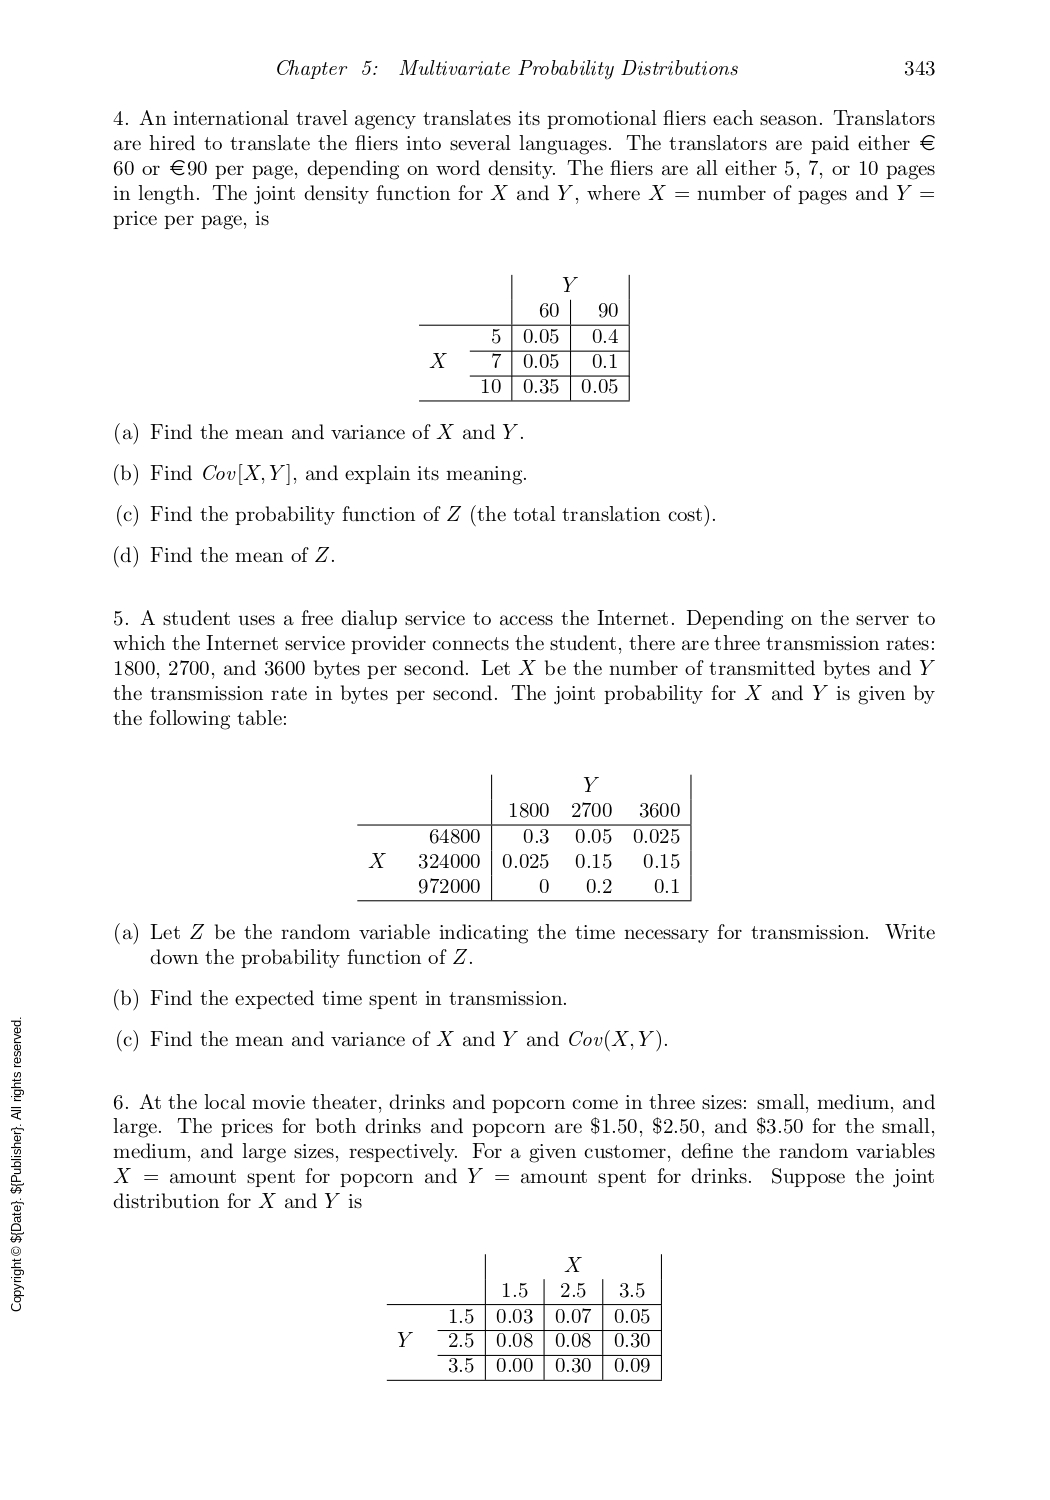 Chapter 5: Multivariate Probability Distributions 343
4. An international travel agency translates its promotional fliers each season. Translators
are hired to translate the fliers into several languages. The translators are paid either €
60 or €90 per page, depending on word density. The fliers are all either 5, 7, or 10 pages
in length. The joint density function for X and Y, where X = number of pages and Y =
price per page, is
Y
60 90
5 0.05 0.4
X 7 0.05 0.1
10 0.35 0.05
(a) Find the mean and variance of X and Y.
(b) Find Cov[X, Y], and explain its meaning.
(c) Find the probability function of Z (the total translation cost).
(d) Find the mean of Z.
5. A student uses a free dialup service to access the Internet. Depending on the server to
which the Internet service provider connects the student, there are three transmission rates:
1800, 2700, and 3600 bytes per second. Let X be the number of transmitted bytes and Y
the transmission rate in bytes per second. The joint probability for X and Y is given by
the following table:
Y
1800 2700 3600
64800 0.3 0.05 0.025
X 324000 0.025 0.15 0.15
972000 0 0.2 0.1
(a) Let Z be the random variable indicating the time necessary for transmission. Write
down the probability function of Z.
(b) Find the expected time spent in transmission.
(c) Find the mean and variance of X and Y and Cov(X, Y).
6. At the local movie theater, drinks and popcorn come in three sizes: small, medium, and
large. The prices for both drinks and popcorn are $1.50, $2.50, and $3.50 for the small,
medium, and large sizes, respectively. For a given customer, define the random variables
X = amount spent for popcorn and Y = amount spent for drinks. Suppose the joint
distribution for X and Y is
X
1.5 2.5 3.5
1.5 0.03 0.07 0.05
Y 2.5 0.08 0.08 0.30
3.5 0.00 0.30 0.09
Copyright © ${Date}. ${Publisher}. All rights reserved.